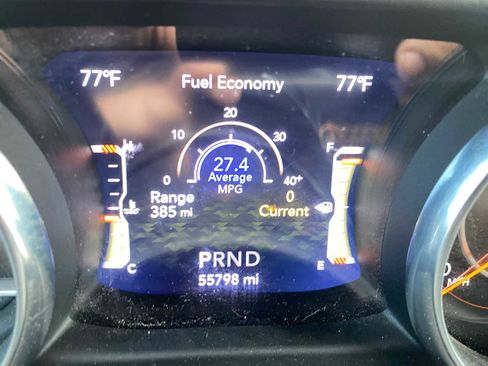 77°F Fuel Economy 77°F
20
10 30
H F
27.4
Average
0 MPG 40+
Range 0
385 mi Current
PRND
C E
55798 mi
MPH